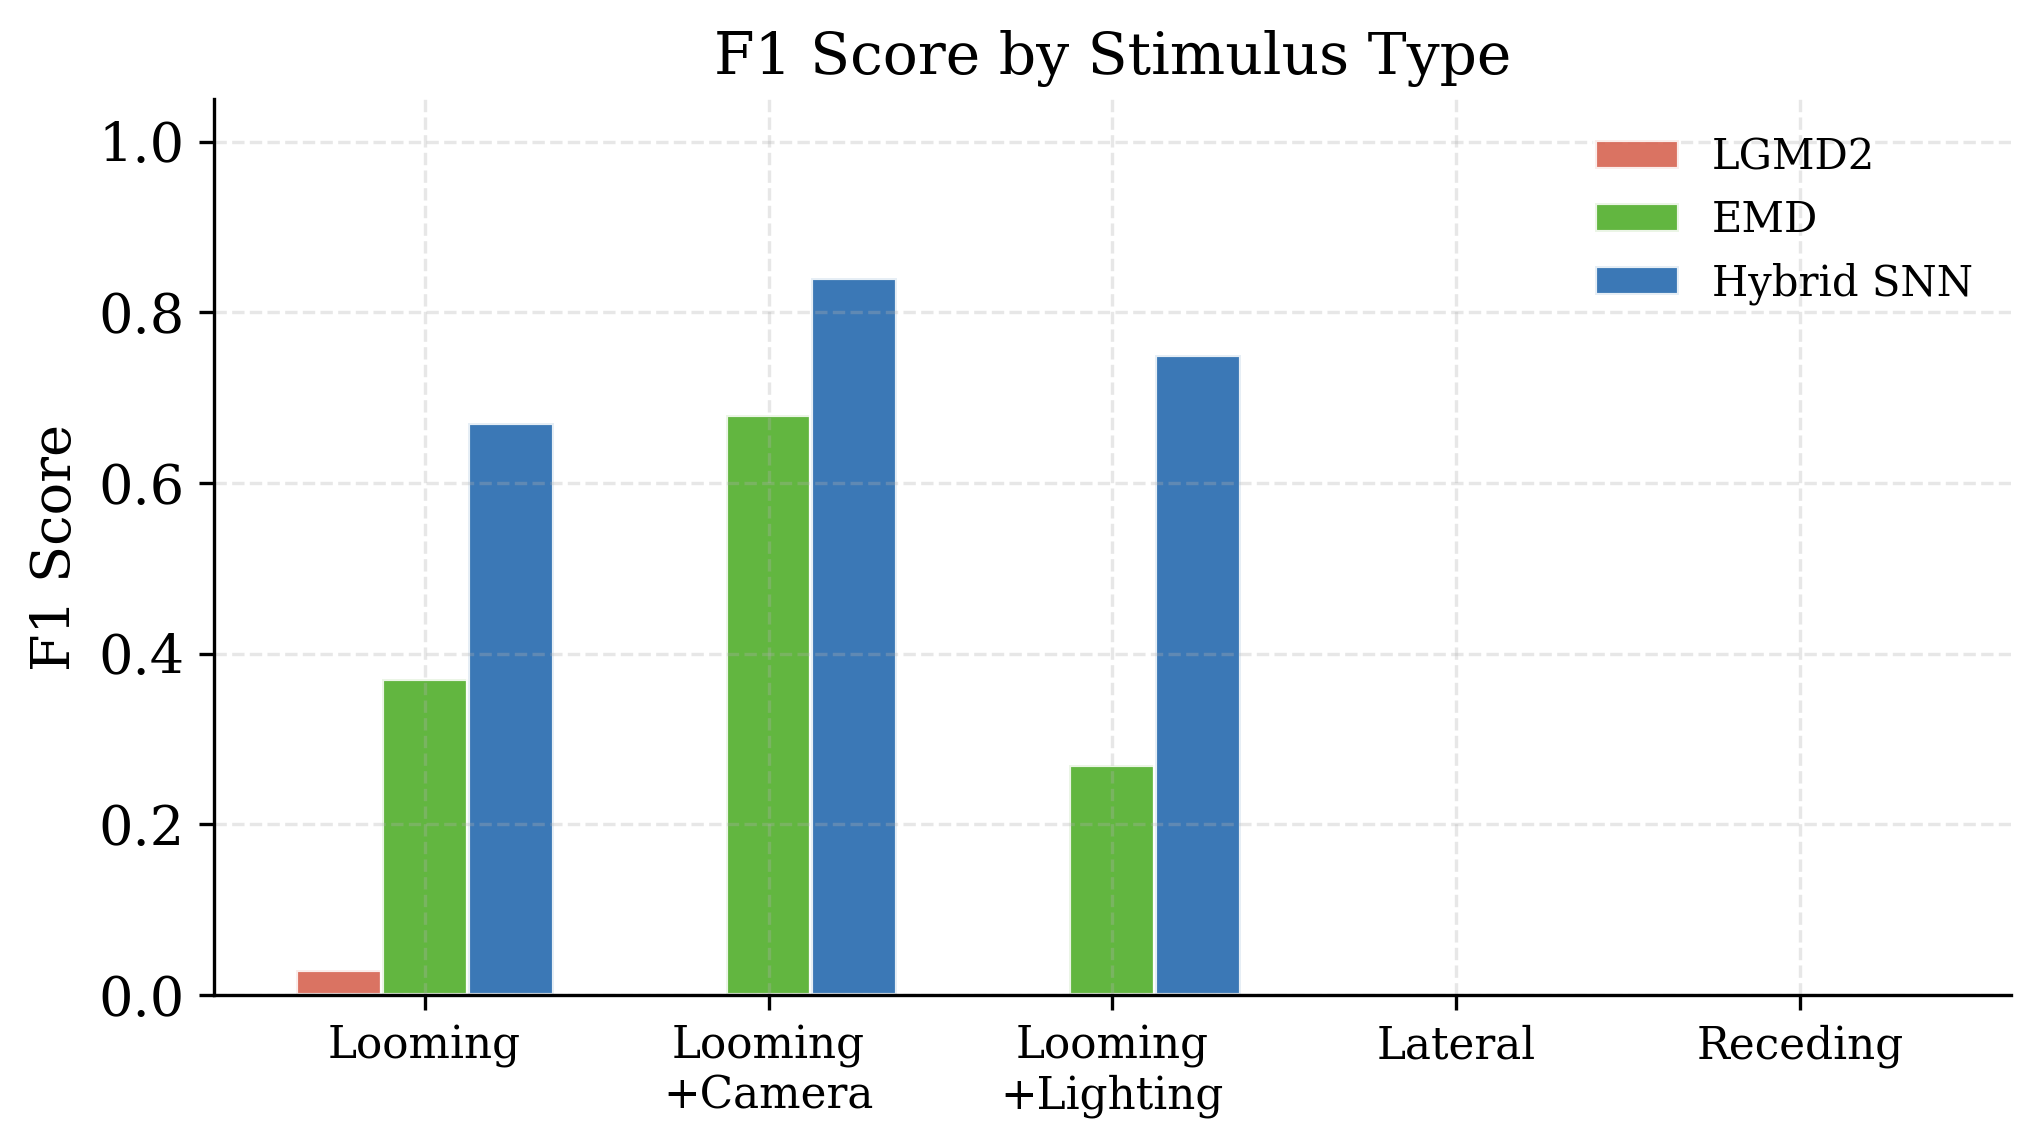 F1 Score by Stimulus Type
F1 Score
1.0
0.8
0.6
0.4
0.2
0.0
LGMD2
EMD
Hybrid SNN
Looming
Looming
+Camera
Looming
+Lighting
Lateral
Receding